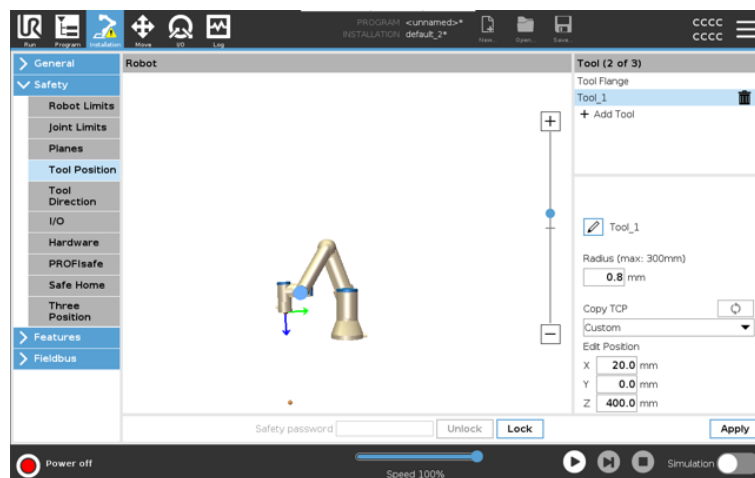 PROGRAM <unnamed>*
INSTALLATION default_2*
Run
Program
Installation
Move
I/O
Log
New...
Open...
Save...
CCCC
CCCC
General
Safety
Robot Limits
Joint Limits
Planes
Tool Position
Tool
Direction
I/O
Hardware
PROFIsafe
Safe Home
Three
Position
Features
Fieldbus
Robot
Tool (2 of 3)
Tool Flange
Tool_1
+ Add Tool
Tool_1
Radius (max: 300mm)
0.8 mm
Copy TCP
Custom
Edit Position
X 20.0 mm
Y 0.0 mm
Z 400.0 mm
Safety password
Unlock
Lock
Apply
Power off
Speed 100%
Simulation